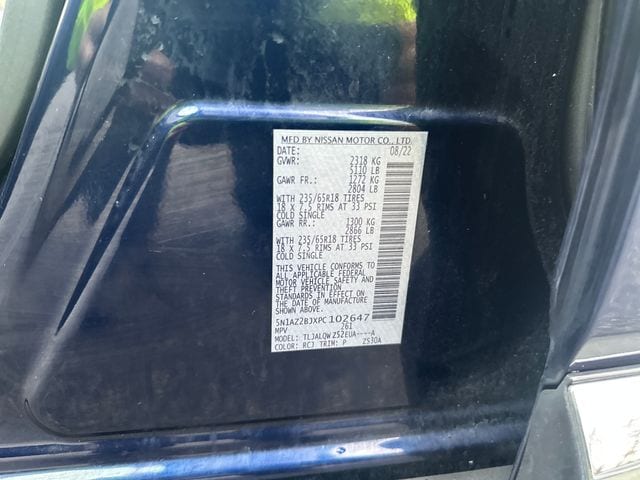 MFD BY NISSAN MOTOR CO., LTD.
DATE: 08/22
GVWR: 2318 KG
5110 LB
GAWR FR.: 1272 KG
2804 LB
WITH 235/65R18 TIRES
18 X 7.5 RIMS AT 33 PSI
COLD SINGLE
GAWR RR.: 1300 KG
2866 LB
WITH 235/65R18 TIRES
18 X 7.5 RIMS AT 33 PSI
COLD SINGLE
THIS VEHICLE CONFORMS TO
ALL APPLICABLE FEDERAL
MOTOR VEHICLE SAFETY AND
THEFT PREVENTION
STANDARDS IN EFFECT ON
THE DATE OF MANUFACTURE
SHOWN ABOVE.
5N1AZ2BJXPC102647
MPV Z61
MODEL: TLJALQW Z52EUA----A
COLOR: RCJ TRIM: P ZS30A